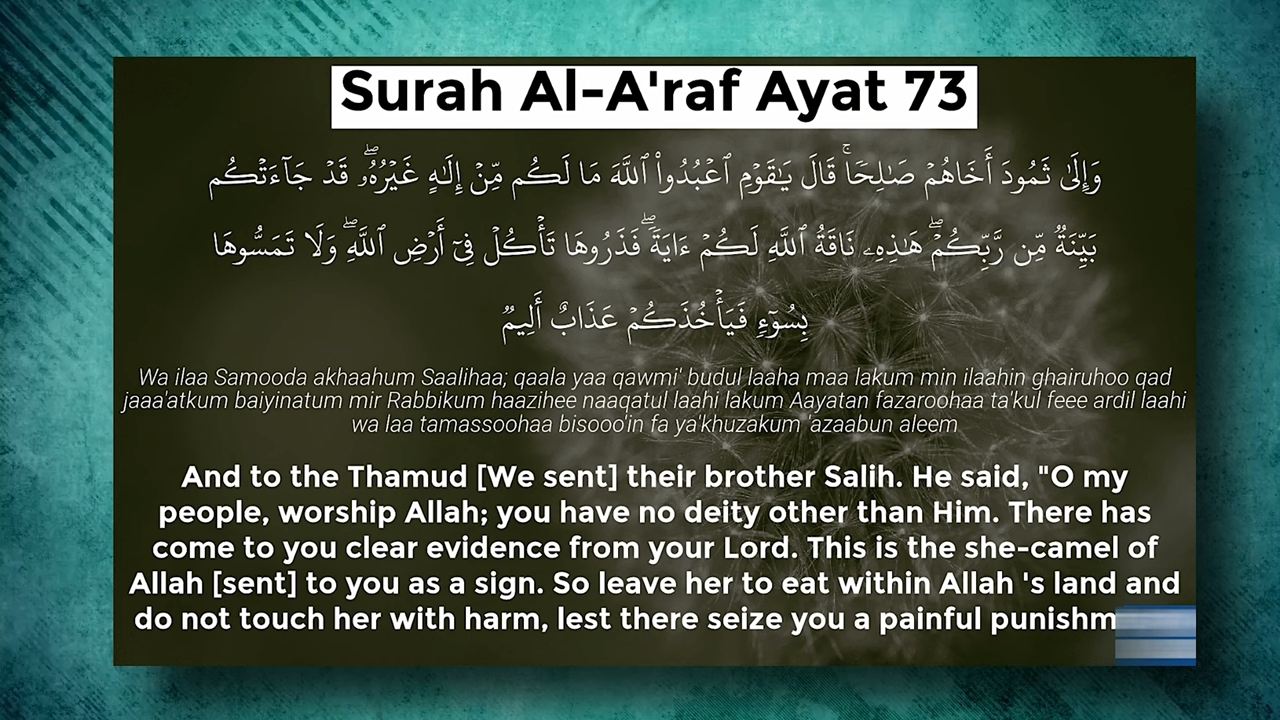 Surah Al-A'raf Ayat 73
وَإِلَىٰ ثَمُودَ أَخَاهُمْ صَـٰلِحًاۚ قَالَ يَـٰقَوْمِ ٱعْبُدُوا۟ ٱللَّهَ مَا لَكُم مِّنْ إِلَـٰهٍ غَيْرُهُۥۖ قَدْ جَآءَتْكُم
بَيِّنَةٌ مِّن رَّبِّكُمْۖ هَـٰذِهِۦ نَاقَةُ ٱللَّهِ لَكُمْ ءَايَةًۖ فَذَرُوهَا تَأْكُلْ فِىٓ أَرْضِ ٱللَّهِۖ وَلَا تَمَسُّوهَا
بِسُوٓءٍ فَيَأْخُذَكُمْ عَذَابٌ أَلِيمٌ
Wa ilaa Samooda akhaahum Saalihaa; qaala yaa qawmi' budul laaha maa lakum min ilaahin ghairuhoo qad
jaaa'atkum baiyinatum mir Rabbikum haazihee naaqatul laahi lakum Aayatan fazaroohaa ta'kul feee ardil laahi
wa laa tamassoohaa bisooo'in fa ya'khuzakum 'azaabun aleem
And to the Thamud [We sent] their brother Salih. He said, "O my
people, worship Allah; you have no deity other than Him. There has
come to you clear evidence from your Lord. This is the she-camel of
Allah [sent] to you as a sign. So leave her to eat within Allah 's land and
do not touch her with harm, lest there seize you a painful punishm